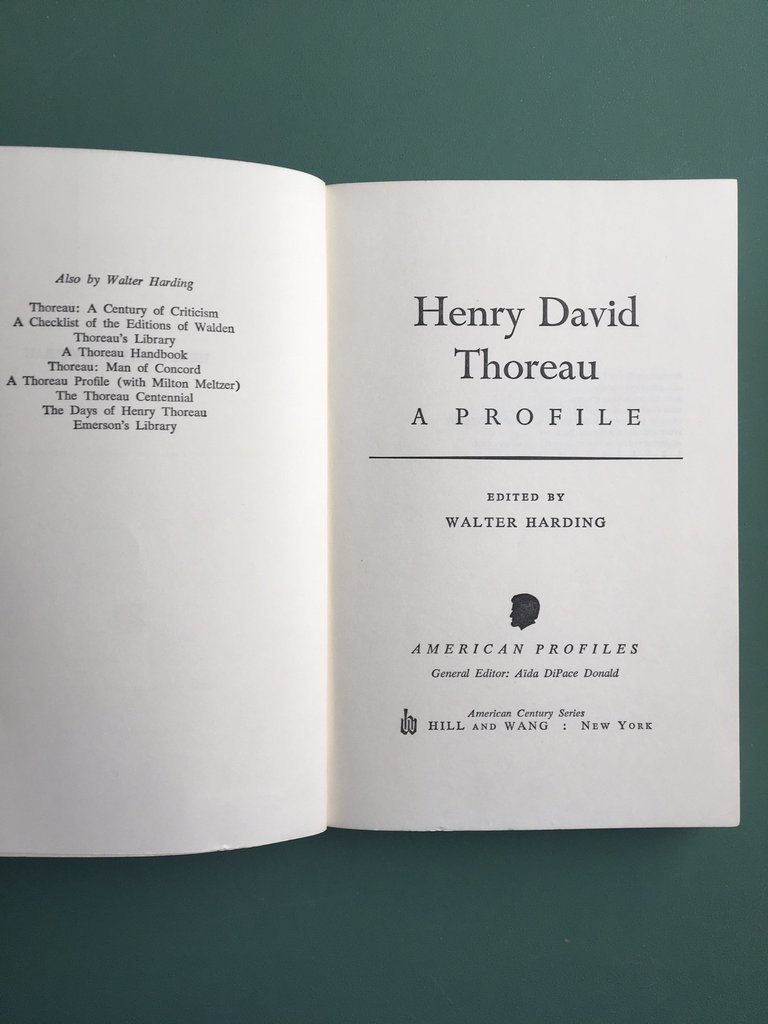 Also by Walter Harding
Thoreau: A Century of Criticism
A Checklist of the Editions of Walden
Thoreau's Library
A Thoreau Handbook
Thoreau: Man of Concord
A Thoreau Profile (with Milton Meltzer)
The Thoreau Centennial
The Days of Henry Thoreau
Emerson's Library
Henry David
Thoreau
A PROFILE
EDITED BY
WALTER HARDING
AMERICAN PROFILES
General Editor: Aïda DiPace Donald
American Century Series
HILL AND WANG : NEW YORK